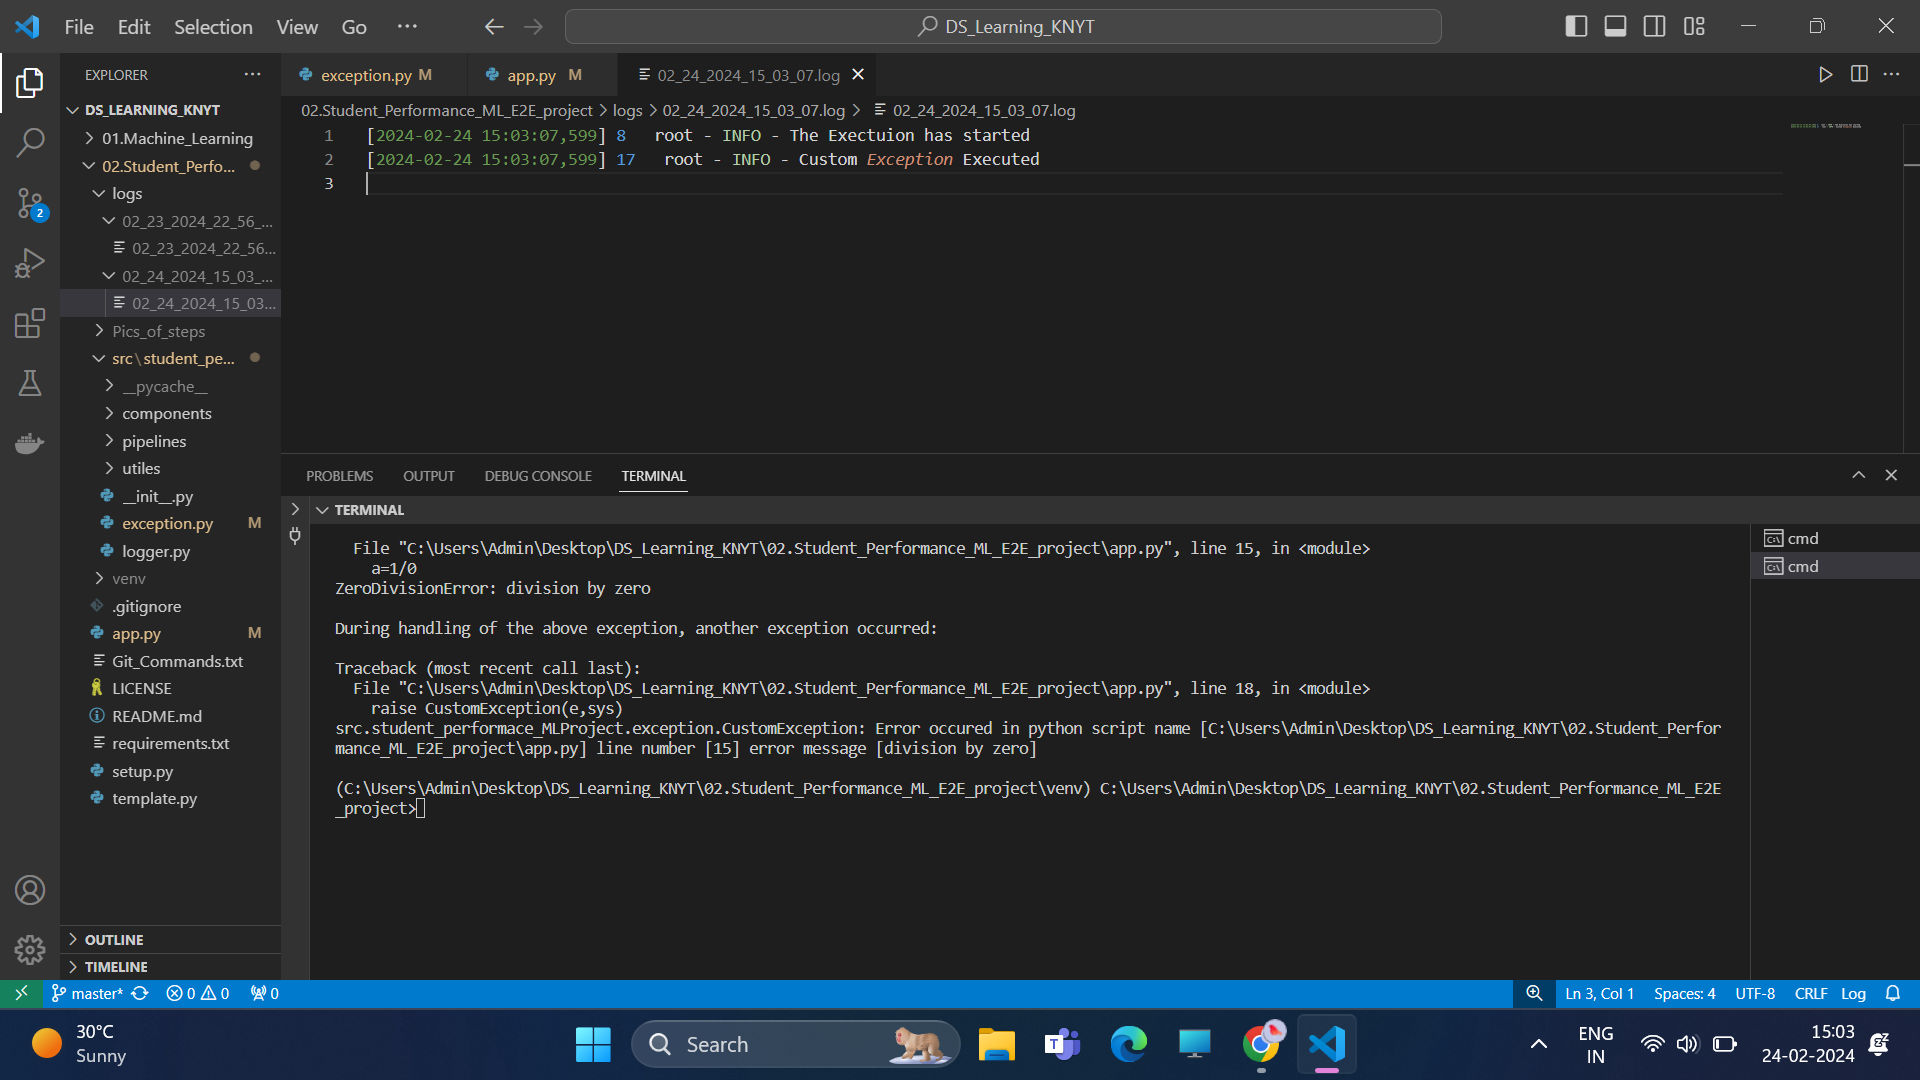 File Edit Selection View Go ···
DS_Learning_KNYT
EXPLORER ···
DS_LEARNING_KNYT
01.Machine_Learning
02.Student_Perfo...
logs
02_23_2024_22_56_...
02_23_2024_22_56...
02_24_2024_15_03_...
02_24_2024_15_03...
Pics_of_steps
src\student_pe...
__pycache__
components
pipelines
utiles
__init__.py
exception.py M
logger.py
venv
.gitignore
app.py M
Git_Commands.txt
LICENSE
README.md
requirements.txt
setup.py
template.py
OUTLINE
TIMELINE
2
exception.py M app.py M 02_24_2024_15_03_07.log
02.Student_Performance_ML_E2E_project > logs > 02_24_2024_15_03_07.log > 02_24_2024_15_03_07.log
1 [2024-02-24 15:03:07,599] 8 root - INFO - The Exectuion has started
2 [2024-02-24 15:03:07,599] 17 root - INFO - Custom Exception Executed
3
PROBLEMS OUTPUT DEBUG CONSOLE TERMINAL
TERMINAL
File "C:\Users\Admin\Desktop\DS_Learning_KNYT\02.Student_Performance_ML_E2E_project\app.py", line 15, in <module>
a=1/0
ZeroDivisionError: division by zero
During handling of the above exception, another exception occurred:
Traceback (most recent call last):
File "C:\Users\Admin\Desktop\DS_Learning_KNYT\02.Student_Performance_ML_E2E_project\app.py", line 18, in <module>
raise CustomException(e,sys)
src.student_performace_MLProject.exception.CustomException: Error occured in python script name [C:\Users\Admin\Desktop\DS_Learning_KNYT\02.Student_Perfor
mance_ML_E2E_project\app.py] line number [15] error message [division by zero]
(C:\Users\Admin\Desktop\DS_Learning_KNYT\02.Student_Performance_ML_E2E_project\venv) C:\Users\Admin\Desktop\DS_Learning_KNYT\02.Student_Performance_ML_E2E
_project>
cmd
cmd
master* 0 0 0 Ln 3, Col 1 Spaces: 4 UTF-8 CRLF Log
30°C
Sunny
Search
ENG
IN
15:03
24-02-2024